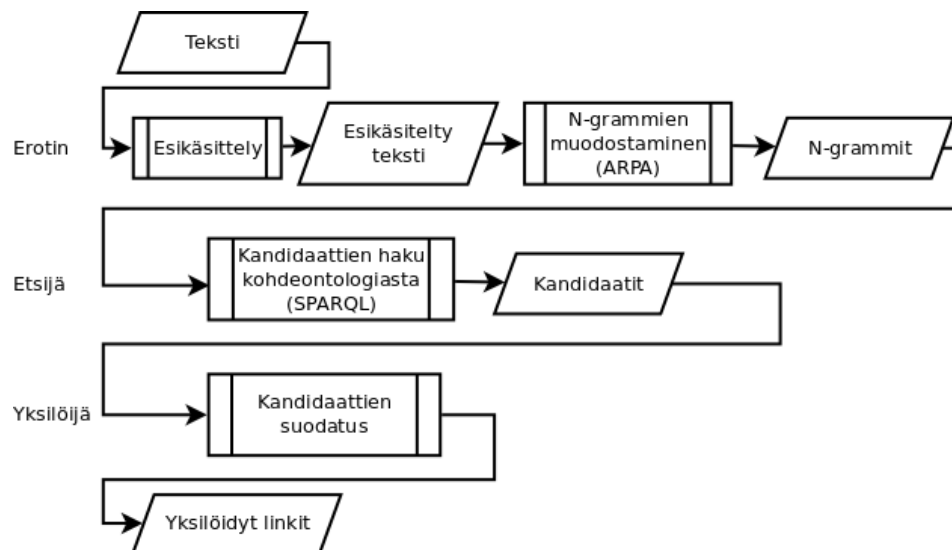 Teksti
Erotin
Esikäsittely
Esikäsitelty
teksti
N-grammien
muodostaminen
(ARPA)
N-grammit
Etsijä
Kandidaattien haku
kohdeontologiasta
(SPARQL)
Kandidaatit
Yksilöijä
Kandidaattien
suodatus
Yksilöidyt linkit